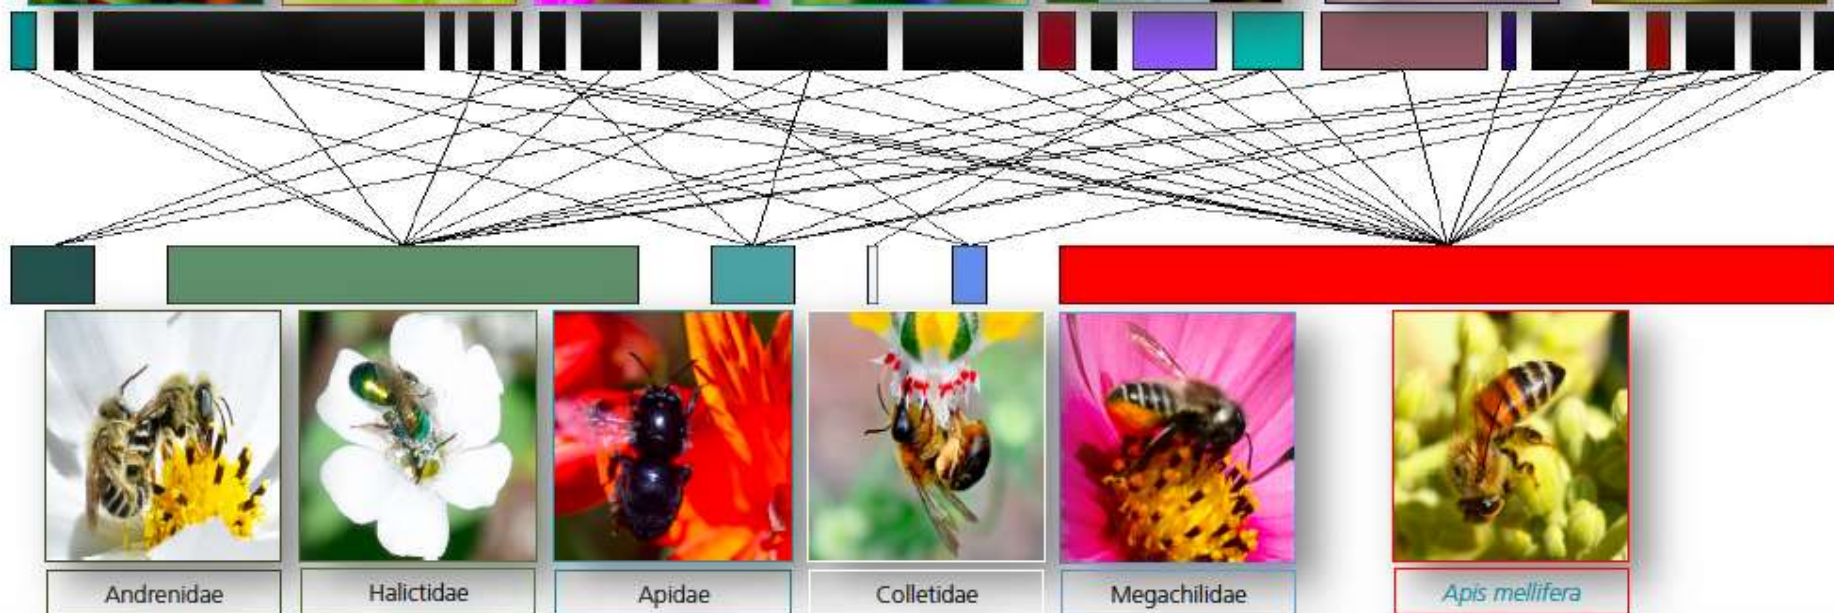 Andrenidae
Halictidae
Apidae
Colletidae
Megachilidae
Apis mellifera